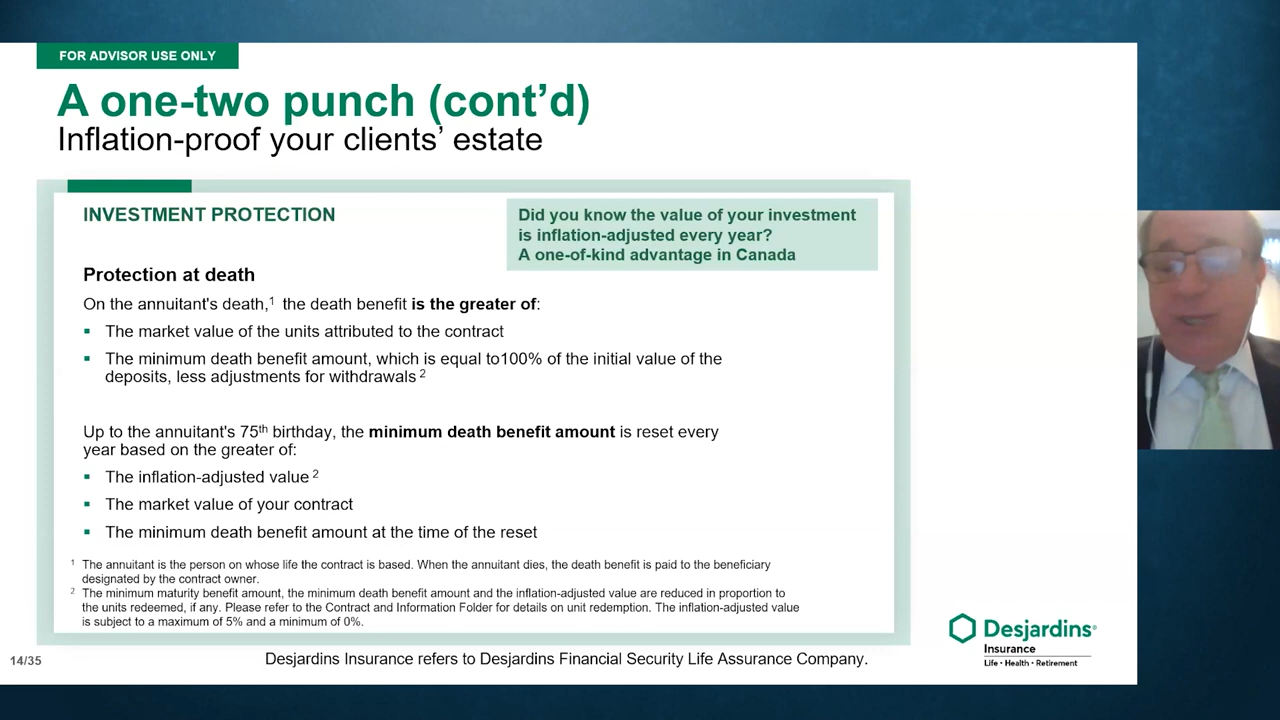 FOR ADVISOR USE ONLY
A one-two punch (cont’d)
Inflation-proof your clients’ estate
INVESTMENT PROTECTION
Did you know the value of your investment
is inflation-adjusted every year?
A one-of-kind advantage in Canada
Protection at death
On the annuitant's death,1 the death benefit is the greater of:
▪ The market value of the units attributed to the contract
▪ The minimum death benefit amount, which is equal to100% of the initial value of the
deposits, less adjustments for withdrawals 2
Up to the annuitant's 75th birthday, the minimum death benefit amount is reset every
year based on the greater of:
▪ The inflation-adjusted value 2
▪ The market value of your contract
▪ The minimum death benefit amount at the time of the reset
1 The annuitant is the person on whose life the contract is based. When the annuitant dies, the death benefit is paid to the beneficiary
designated by the contract owner.
2 The minimum maturity benefit amount, the minimum death benefit amount and the inflation-adjusted value are reduced in proportion to
the units redeemed, if any. Please refer to the Contract and Information Folder for details on unit redemption. The inflation-adjusted value
is subject to a maximum of 5% and a minimum of 0%.
14/35
Desjardins Insurance refers to Desjardins Financial Security Life Assurance Company.
Desjardins®
Insurance
Life • Health • Retirement